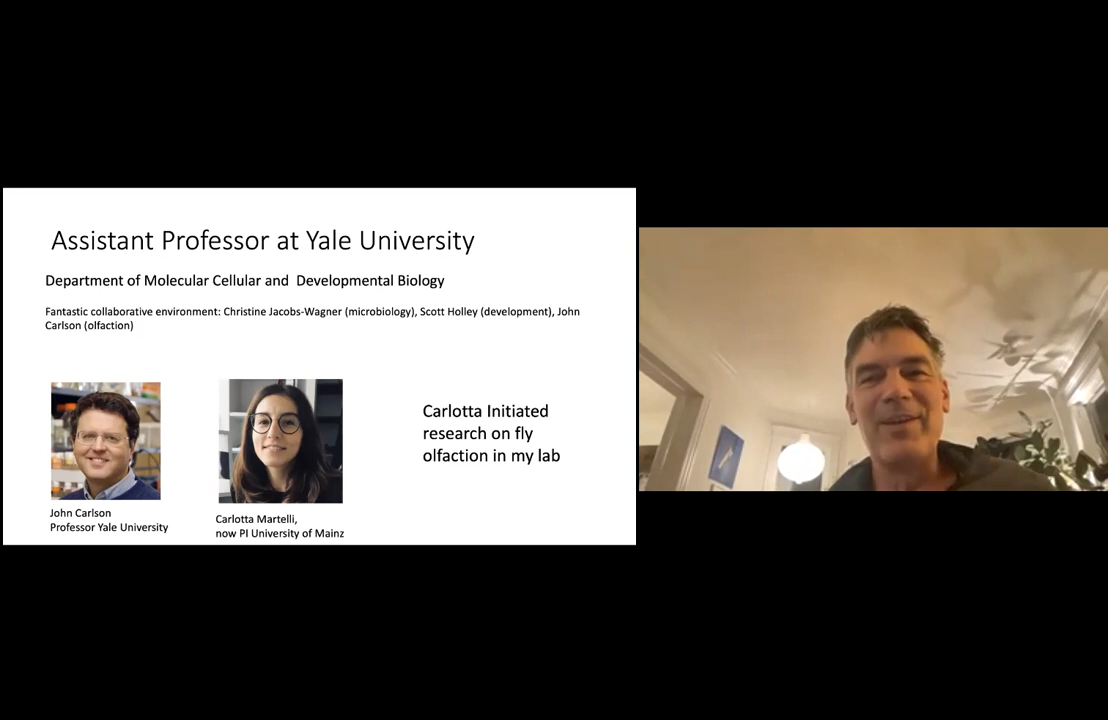 Assistant Professor at Yale University
Department of Molecular Cellular and Developmental Biology
Fantastic collaborative environment: Christine Jacobs-Wagner (microbiology), Scott Holley (development), John
Carlson (olfaction)
Carlotta Initiated
research on fly
olfaction in my lab
John Carlson
Professor Yale University
Carlotta Martelli,
now PI University of Mainz